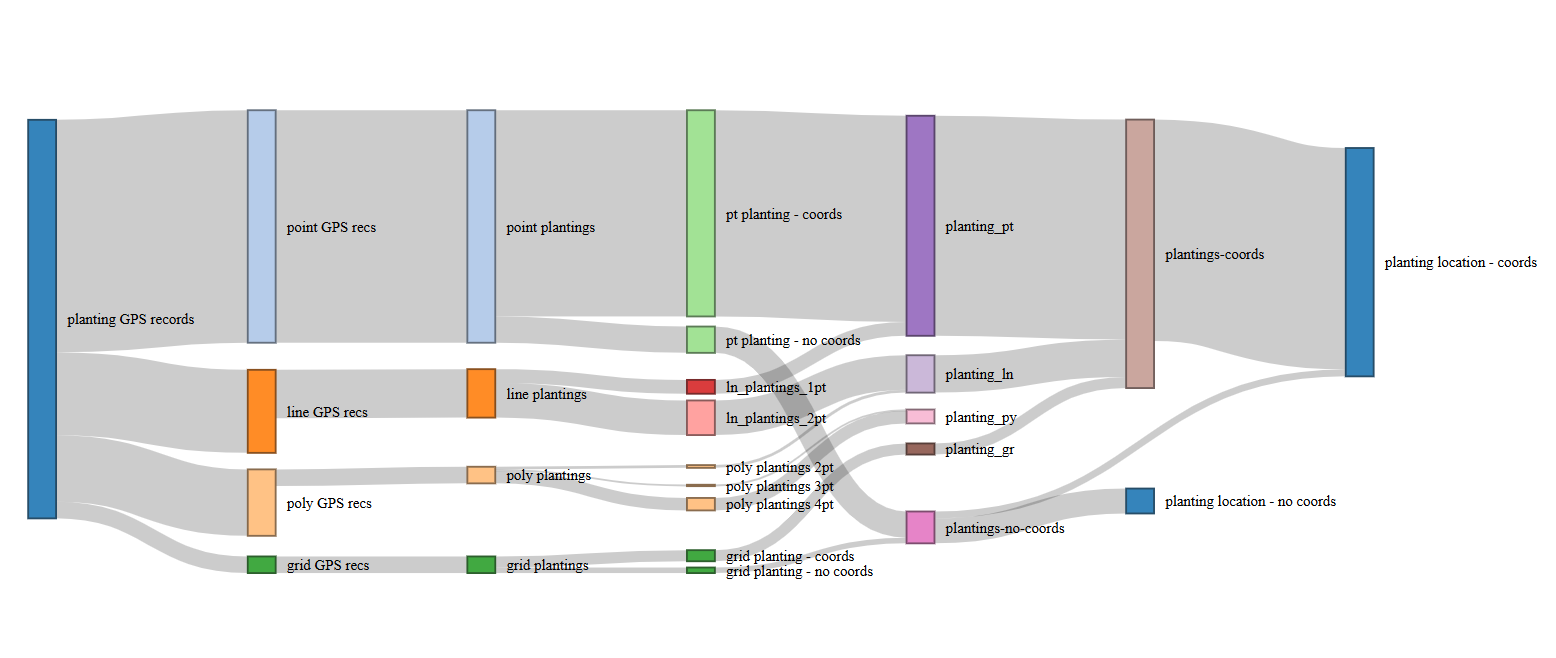 planting GPS records
point GPS recs
line GPS recs
poly GPS recs
grid GPS recs
point plantings
line plantings
poly plantings
grid plantings
pt planting - coords
pt planting - no coords
ln_plantings_1pt
ln_plantings_2pt
poly plantings 2pt
poly plantings 3pt
poly plantings 4pt
grid planting - coords
grid planting - no coords
planting_pt
planting_ln
planting_py
planting_gr
plantings-no-coords
plantings-coords
planting location - coords
planting location - no coords